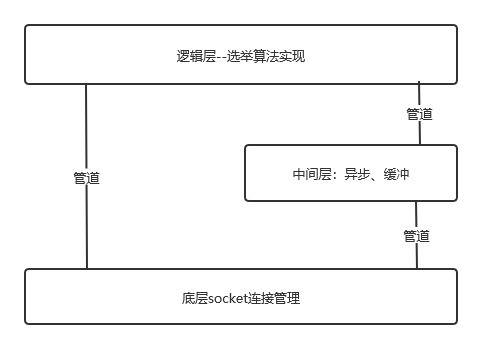 逻辑层--选举算法实现
管道
管道
中间层：异步、缓冲
管道
底层socket连接管理